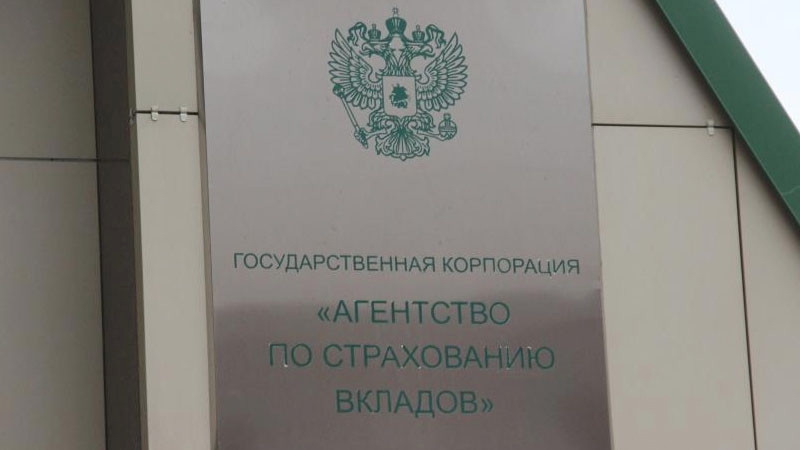 ГОСУДАРСТВЕННАЯ КОРПОРАЦИЯ
«АГЕНТСТВО
ПО СТРАХОВАНИЮ
ВКЛАДОВ»